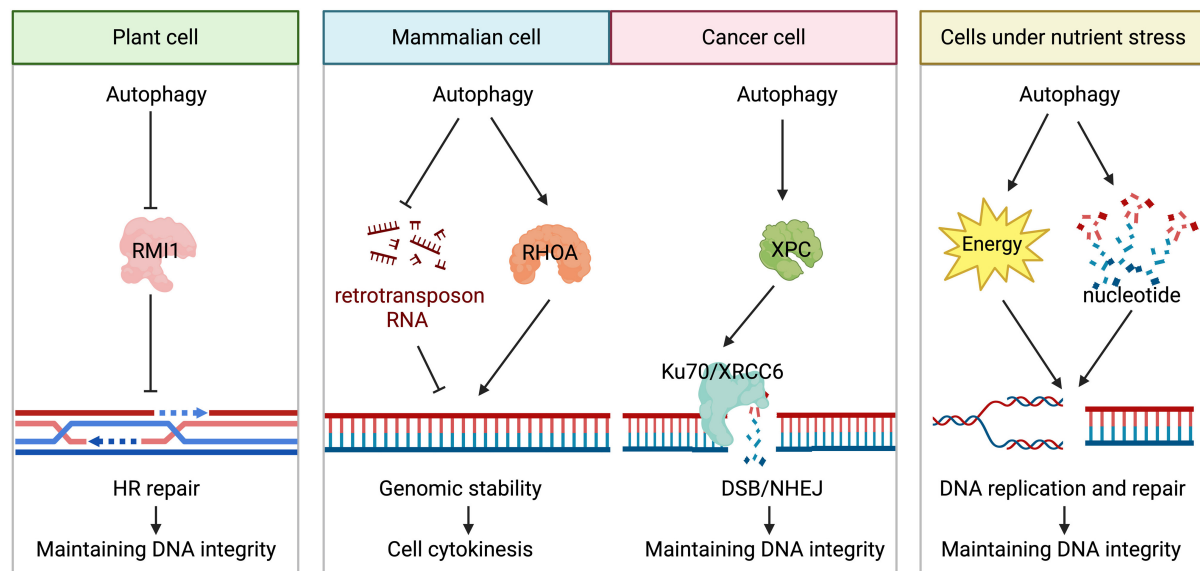 Plant cell
Autophagy
RMI1
HR repair
Maintaining DNA integrity
Mammalian cell
Autophagy
retrotransposon
RNA
RHOA
Genomic stability
Cell cytokinesis
Cancer cell
Autophagy
XPC
Ku70/XRCC6
DSB/NHEJ
Maintaining DNA integrity
Cells under nutrient stress
Autophagy
Energy
nucleotide
DNA replication and repair
Maintaining DNA integrity